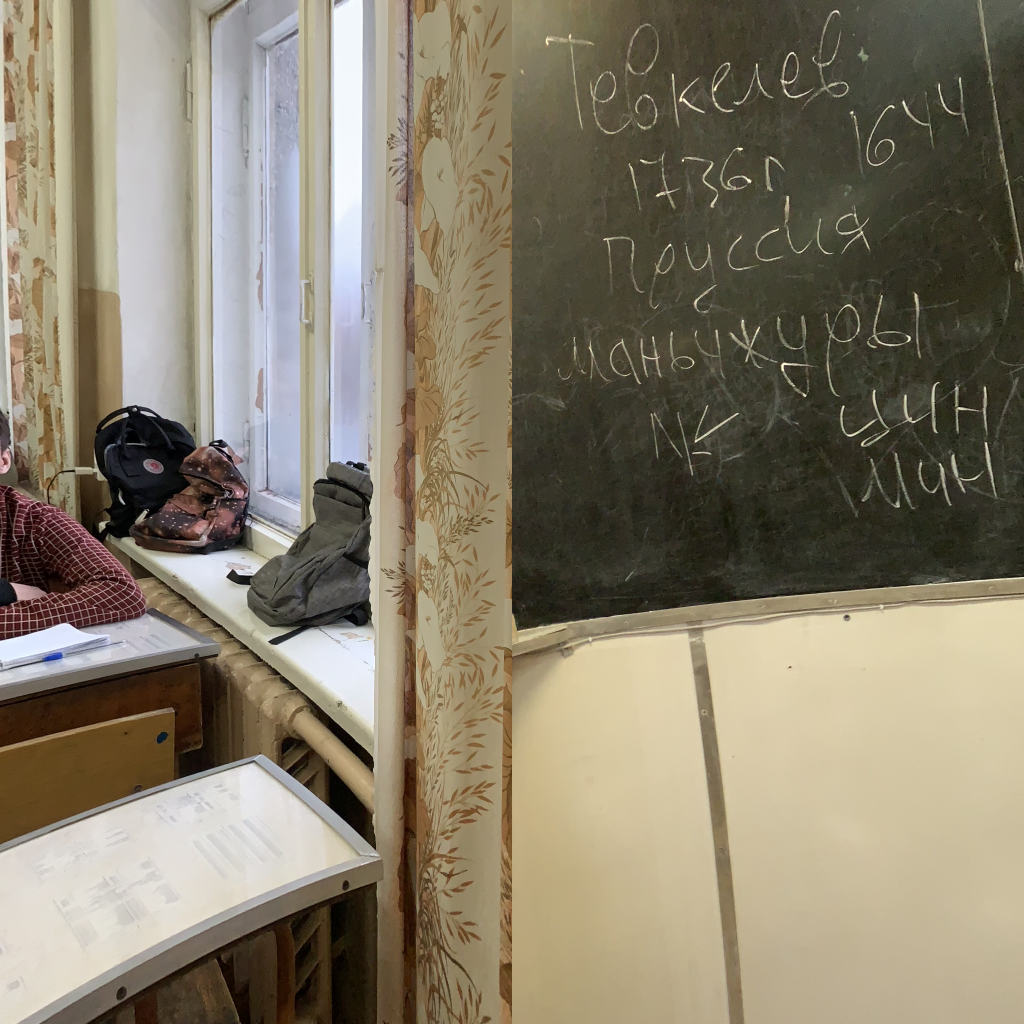 Тевкелев
1736г 1644
Пруссия
маньчжуры
№ цин
мин